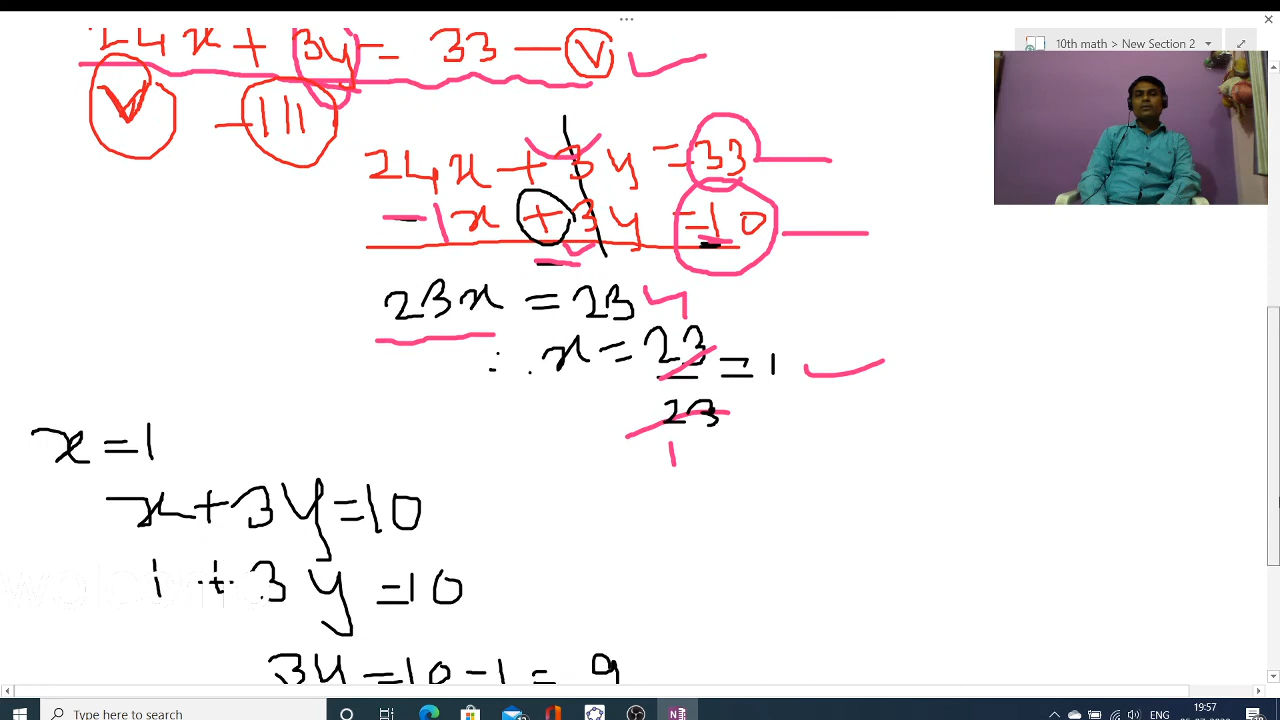 10th math > New Section 2
24x + 3y = 33 — V
V - III
24x + 3y = 33
- 1x + 3y = 10
23x = 23
∴ x = 23/23 = 1
1
x = 1
x + 3y = 10
1 + 3y = 10
welcome
3y = 10 - 1 = 9
Type here to search
ENG
19:57